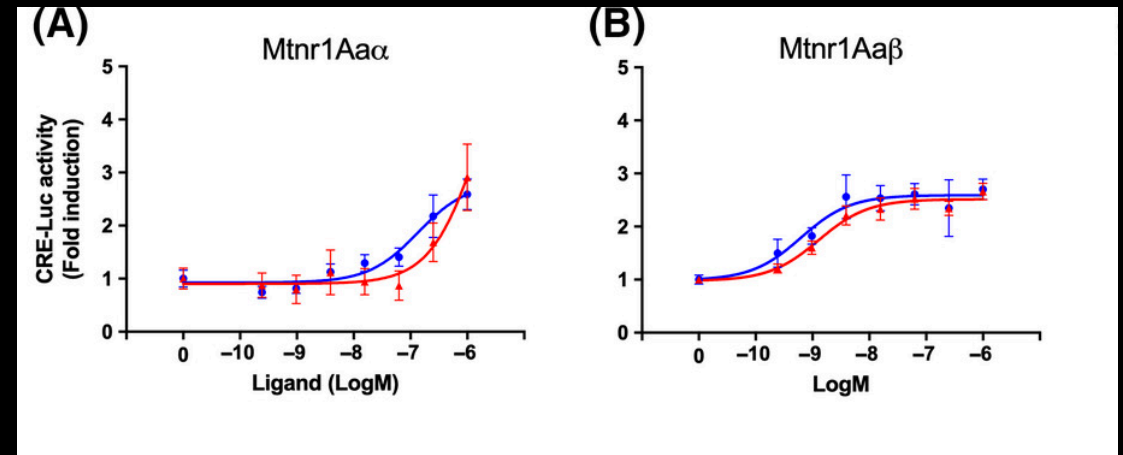 (A)
Mtnr1Aaα
CRE-Luc activity
(Fold induction)
5
4
3
2
1
0
0 –10 –9 –8 –7 –6
Ligand (LogM)
(B)
Mtnr1Aaβ
5
4
3
2
1
0
0 –10 –9 –8 –7 –6
LogM